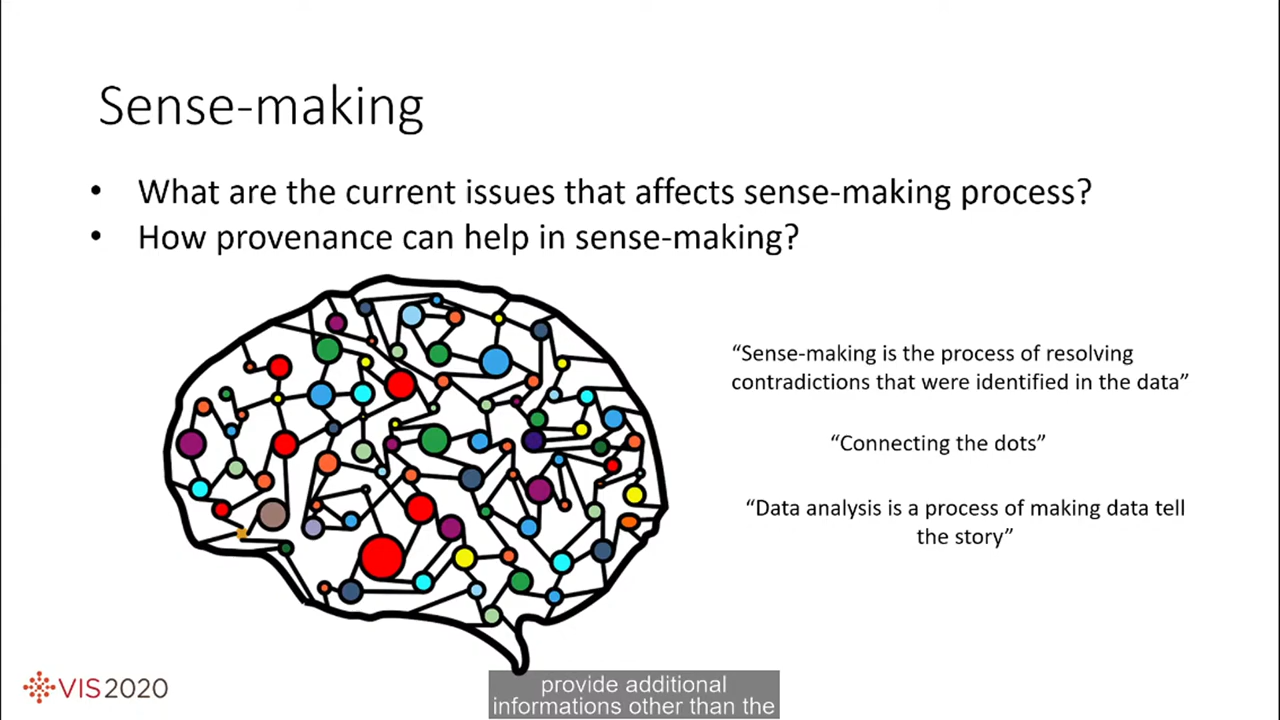 Sense-making
• What are the current issues that affects sense-making process?
• How provenance can help in sense-making?
“Sense-making is the process of resolving
contradictions that were identified in the data”
“Connecting the dots”
“Data analysis is a process of making data tell
the story”
VIS2020
provide additional
informations other than the